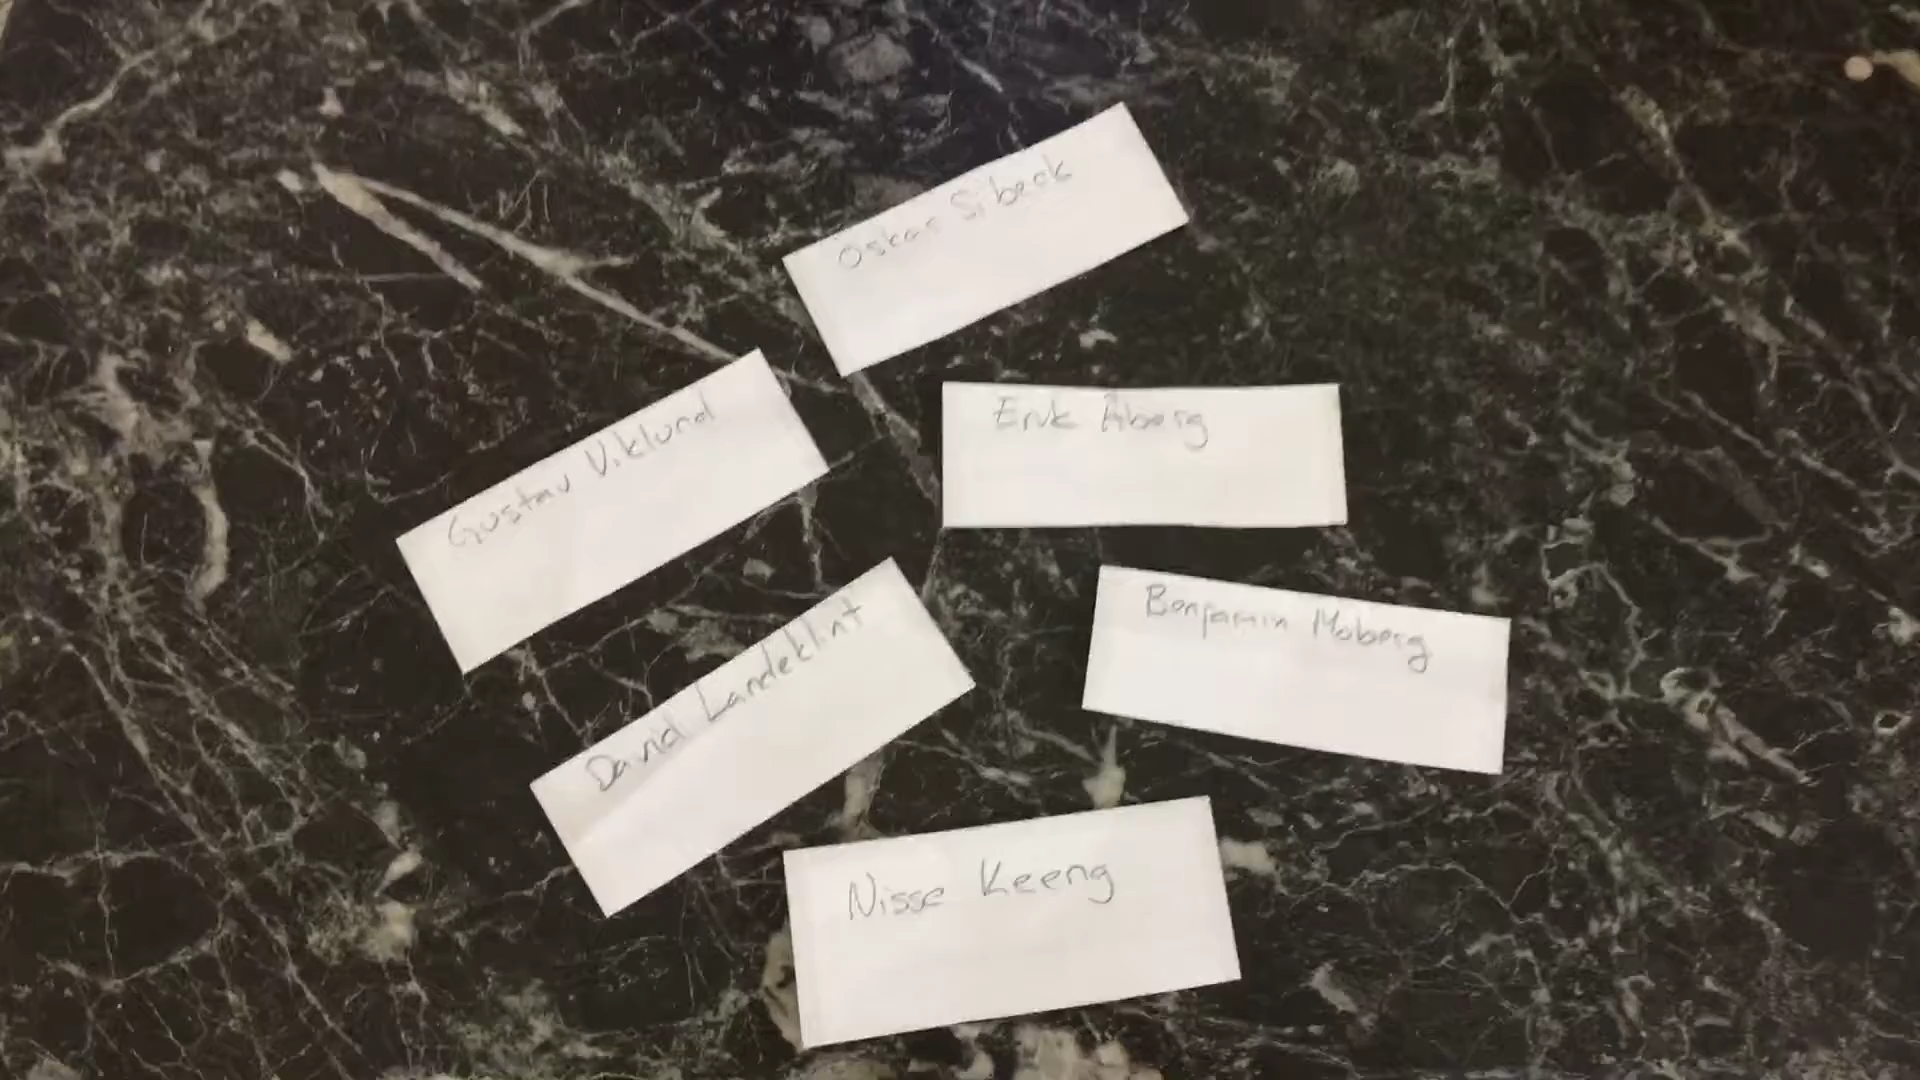 Oskar Sibeck
Gustav Viklund
Erik Åberg
David Landeklint
Benjamin Moberg
Nisse Keeng